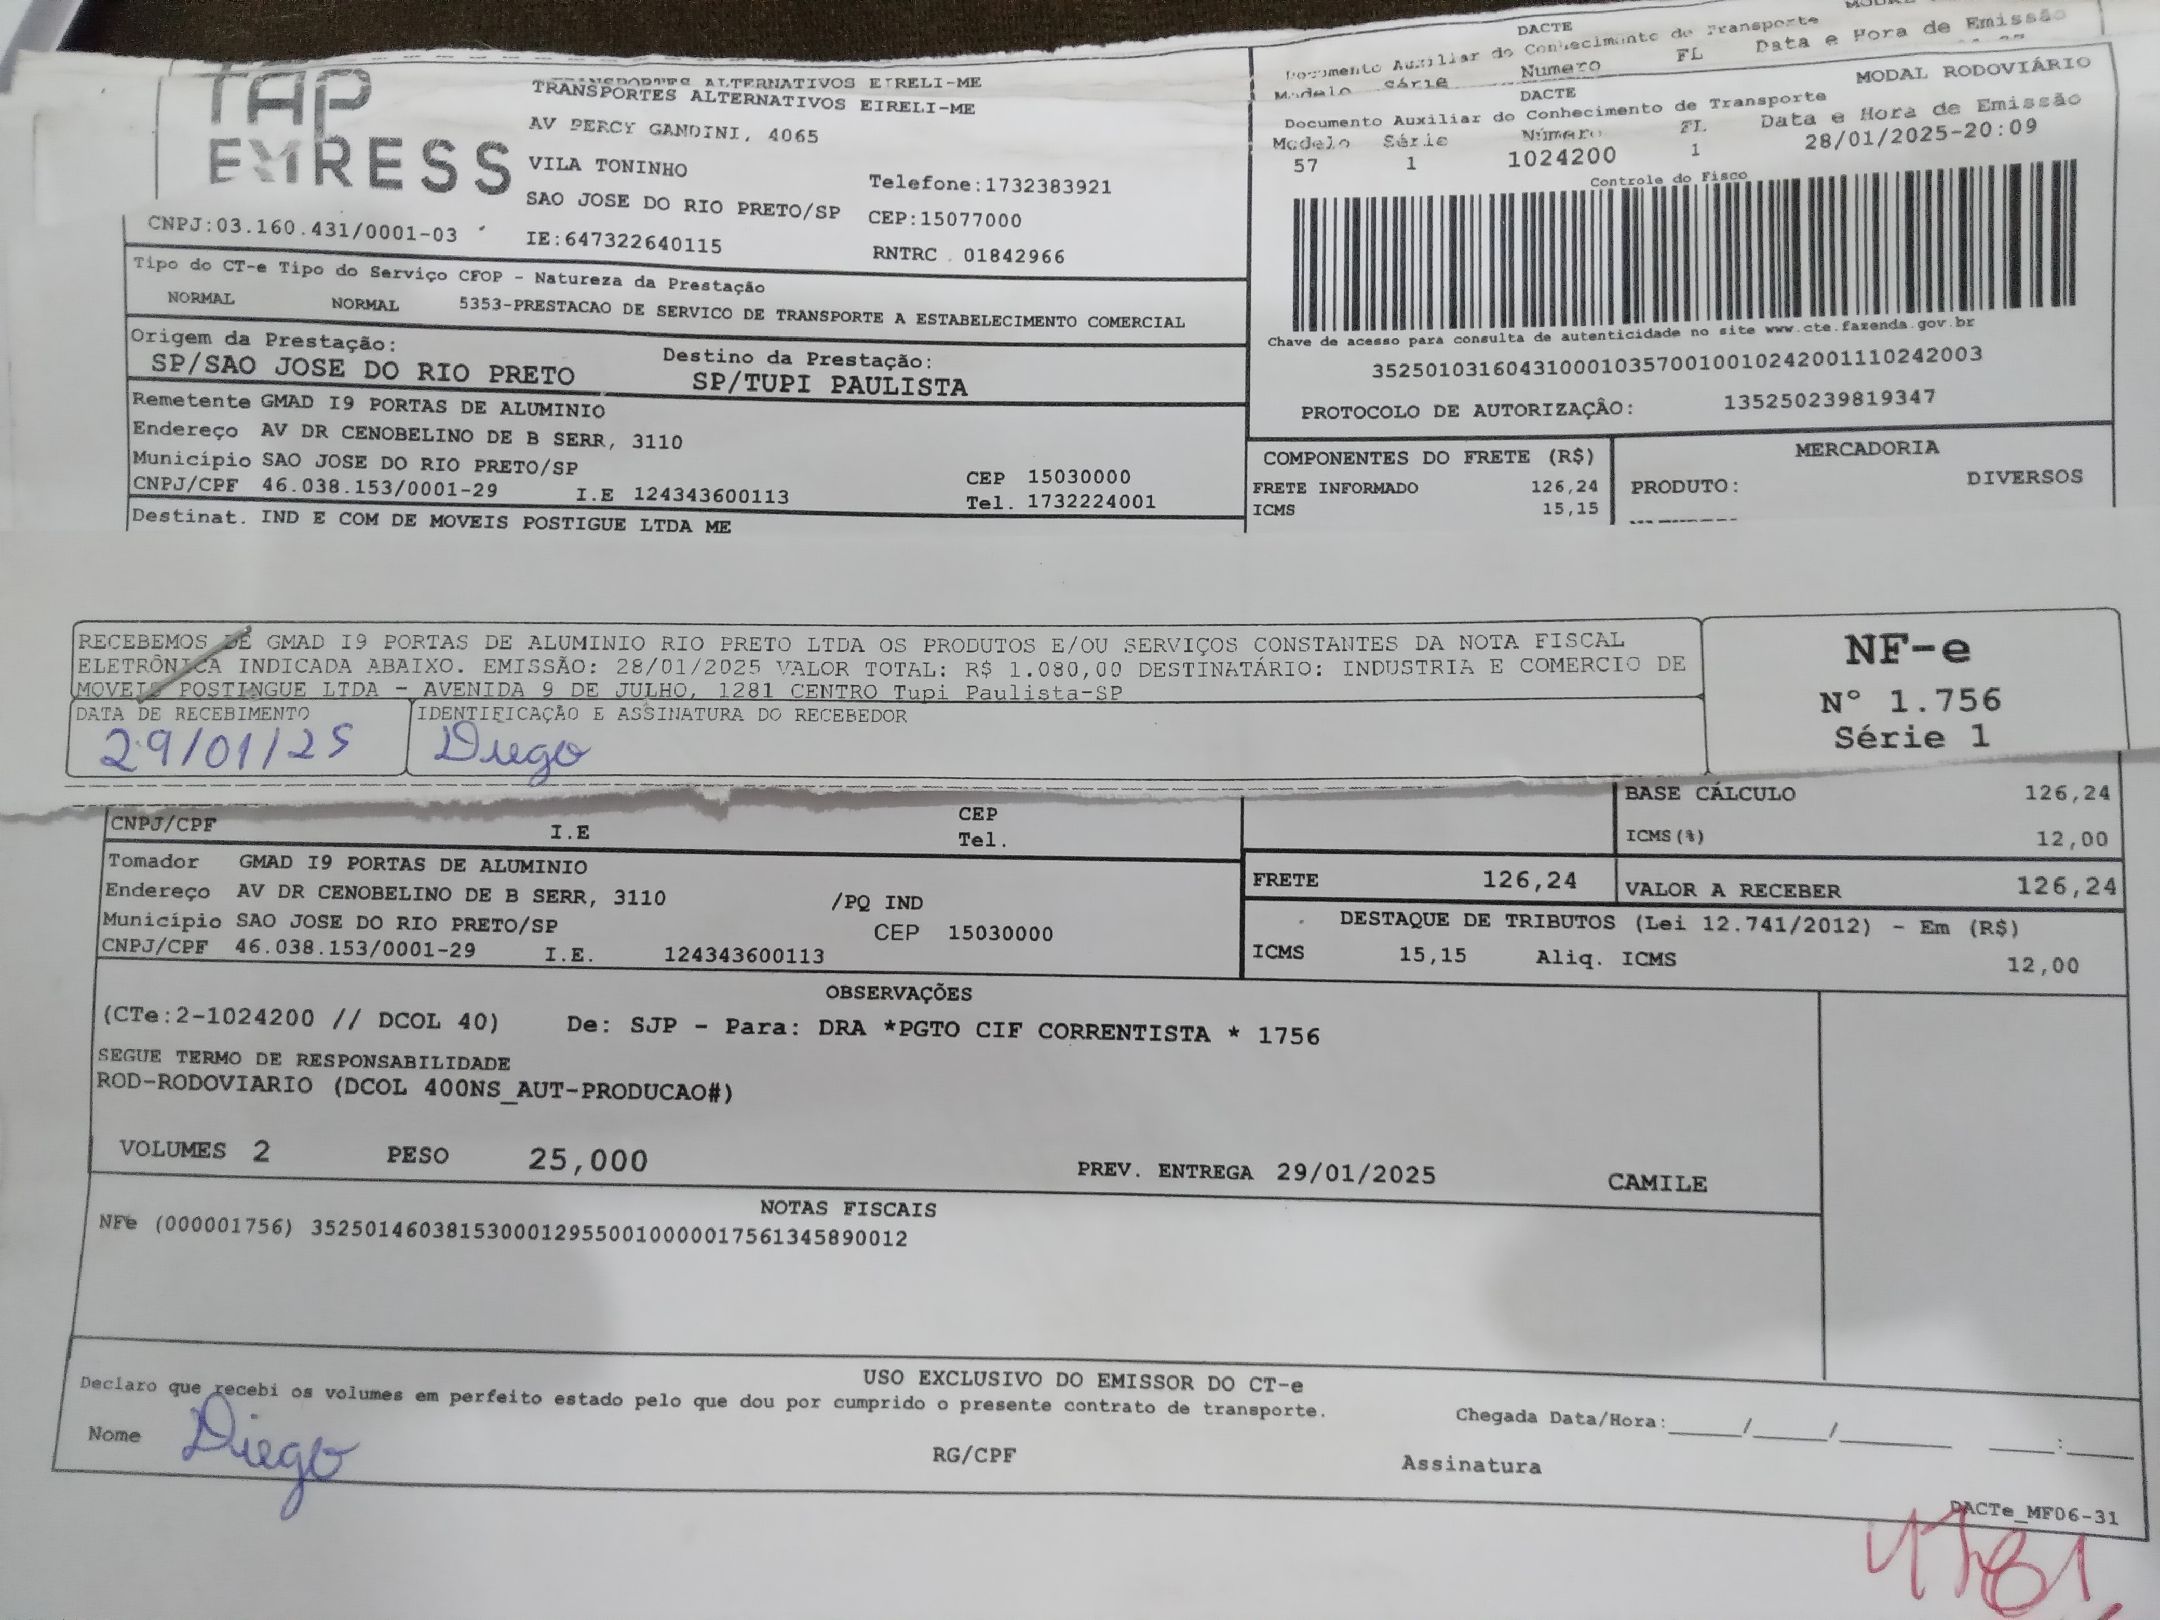 DACTE
Documento Auxiliar do Conhecimento de Transporte
Modelo Série Numero FL Data e Hora de Emissão
TAP
EXPRESS
TRANSPORTES ALTERNATIVOS EIRELI-ME
TRANSPORTES ALTERNATIVOS EIRELI-ME
AV PERCY GANDINI, 4065
VILA TONINHO
SAO JOSE DO RIO PRETO/SP
Telefone:1732383921
CEP:15077000
CNPJ:03.160.431/0001-03
IE:647322640115
RNTRC 01842966
MODAL RODOVIÁRIO
DACTE
Documento Auxiliar do Conhecimento de Transporte
Modelo Série Número FL Data e Hora de Emissão
57 1 1024200 1 28/01/2025-20:09
Controle do Fisco
Chave de acesso para consulta de autenticidade no site www.cte.fazenda.gov.br
35250103160431000103570010010242001110242003
PROTOCOLO DE AUTORIZAÇÃO: 135250239819347
Tipo do CT-e Tipo do Serviço CFOP - Natureza da Prestação
NORMAL NORMAL 5353-PRESTACAO DE SERVICO DE TRANSPORTE A ESTABELECIMENTO COMERCIAL
Origem da Prestação: Destino da Prestação:
SP/SAO JOSE DO RIO PRETO SP/TUPI PAULISTA
Remetente GMAD I9 PORTAS DE ALUMINIO
Endereço AV DR CENOBELINO DE B SERR, 3110
Município SAO JOSE DO RIO PRETO/SP CEP 15030000
CNPJ/CPF 46.038.153/0001-29 I.E 124343600113 Tel. 1732224001
Destinat. IND E COM DE MOVEIS POSTIGUE LTDA ME
COMPONENTES DO FRETE (R$)
FRETE INFORMADO 126,24
ICMS 15,15
MERCADORIA
PRODUTO: DIVERSOS
RECEBEMOS DE GMAD I9 PORTAS DE ALUMINIO RIO PRETO LTDA OS PRODUTOS E/OU SERVIÇOS CONSTANTES DA NOTA FISCAL
ELETRÔNICA INDICADA ABAIXO. EMISSÃO: 28/01/2025 VALOR TOTAL: R$ 1.080,00 DESTINATÁRIO: INDUSTRIA E COMERCIO DE
MOVEIS POSTINGUE LTDA - AVENIDA 9 DE JULHO, 1281 CENTRO Tupi Paulista-SP
DATA DE RECEBIMENTO IDENTIFICAÇÃO E ASSINATURA DO RECEBEDOR
29/01/25 Diego
NF-e
Nº 1.756
Série 1
CNPJ/CPF I.E CEP
Tel.
BASE CÁLCULO 126,24
ICMS(%) 12,00
Tomador GMAD I9 PORTAS DE ALUMINIO
Endereço AV DR CENOBELINO DE B SERR, 3110 /PQ IND
Município SAO JOSE DO RIO PRETO/SP CEP 15030000
CNPJ/CPF 46.038.153/0001-29 I.E. 124343600113
FRETE 126,24 VALOR A RECEBER 126,24
DESTAQUE DE TRIBUTOS (Lei 12.741/2012) - Em (R$)
ICMS 15,15 Aliq. ICMS 12,00
OBSERVAÇÕES
(CTe:2-1024200 // DCOL 40) De: SJP - Para: DRA *PGTO CIF CORRENTISTA * 1756
SEGUE TERMO DE RESPONSABILIDADE
ROD-RODOVIARIO (DCOL 400NS_AUT-PRODUCAO#)
VOLUMES 2 PESO 25,000 PREV. ENTREGA 29/01/2025 CAMILE
NOTAS FISCAIS
NFe (000001756) 35250146038153000129550010000017561345890012
USO EXCLUSIVO DO EMISSOR DO CT-e
Declaro que recebi os volumes em perfeito estado pelo que dou por cumprido o presente contrato de transporte.
Chegada Data/Hora:_____/_____/_______ ____:____
Nome Diego RG/CPF Assinatura
DACTe_MF06-31